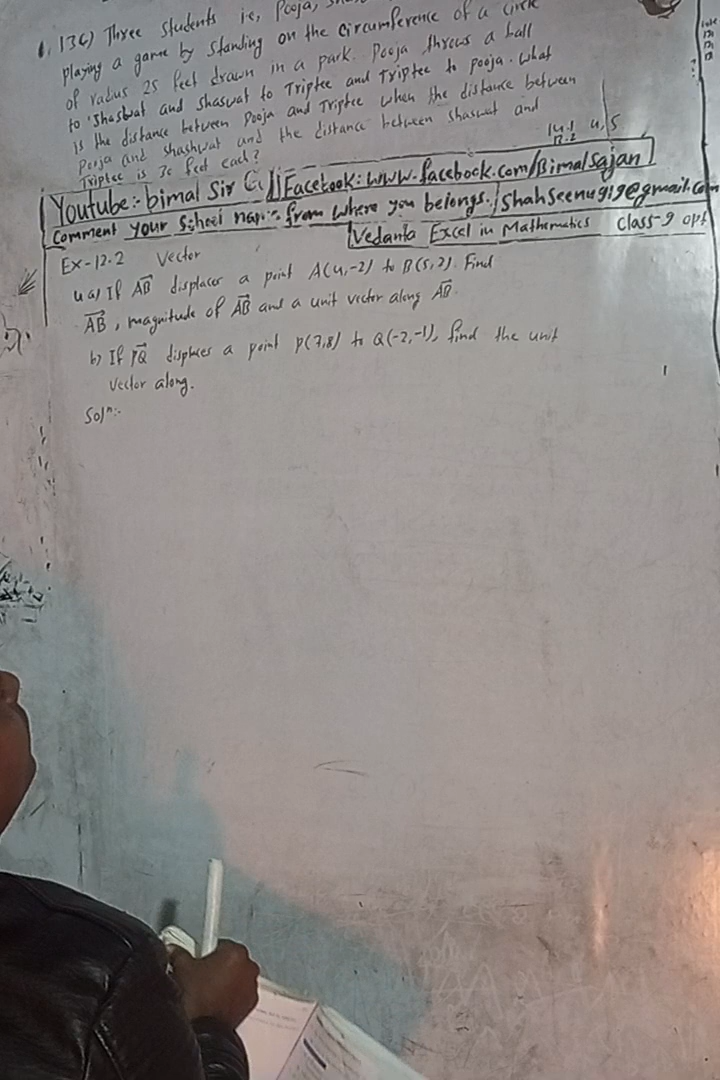 1. 13c) Three students ie, Pooja,
playing a game by standing on the circumference of a circle
of radus 25 feet drawn in a park. Pooja throws a ball
to Shaswat and shaswat to Triptee and Triptee to pooja. what
is the distance between Pooja and Triptee when the distance between
Pooja and shashwat and the distance between shaswat and
Triptee is 30 feet each?
Youtube:- bimal Sir Facebook: www.facebook.com/Bimalsajan
Comment your School from where you belongs. shahseenu919@gmail.com
Vedanta Excel in Mathematics class-9 opt
Ex-12.2 Vector
4 a) If AB displaces a point A(4,-2) to B(5,2). Find
AB, magnitude of AB and a unit vector along AB.
b) If PQ displaces a point P(7,8) to Q(-2,-1), find the unit
vector along.
Solⁿ:-